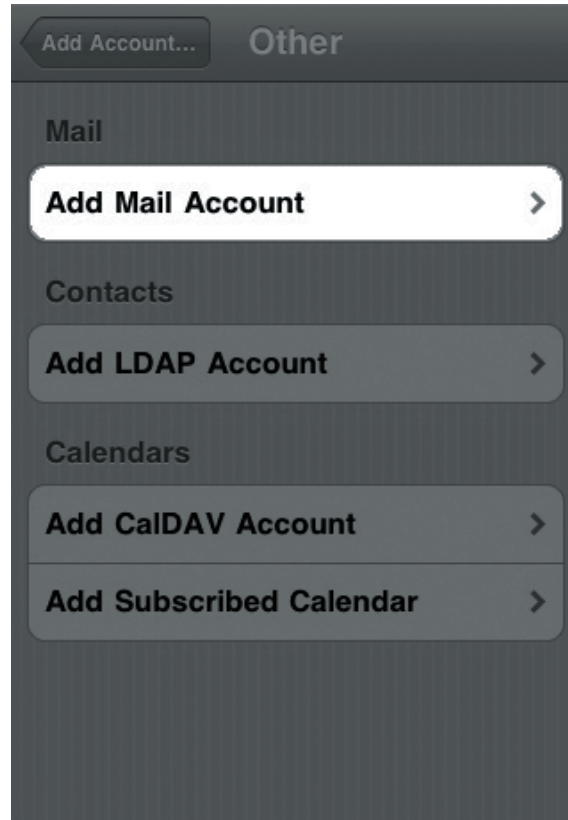 Add Account... Other
Mail
Add Mail Account
Contacts
Add LDAP Account
Calendars
Add CalDAV Account
Add Subscribed Calendar